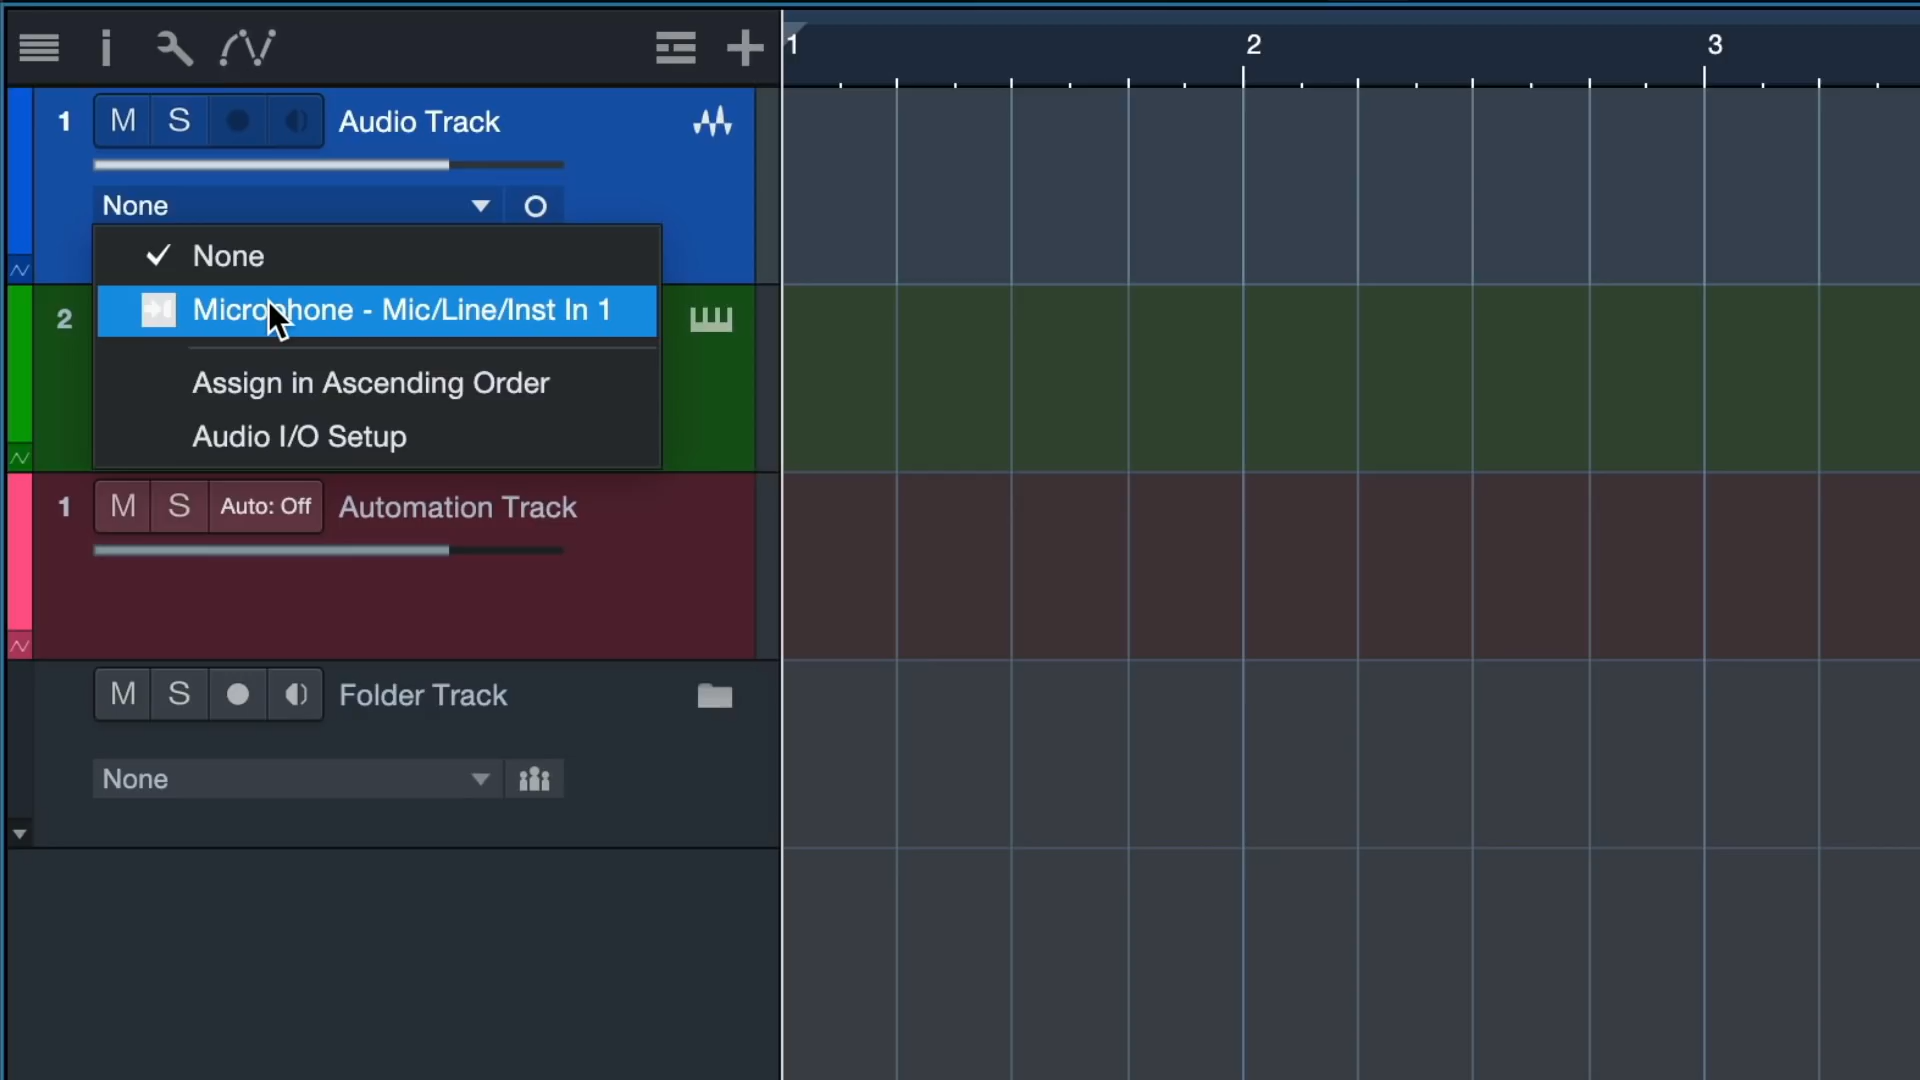 1 2 3
1 M S Audio Track
None
None
2 Microphone - Mic/Line/Inst In 1
Assign in Ascending Order
Audio I/O Setup
1 M S Auto: Off Automation Track
M S Folder Track
None